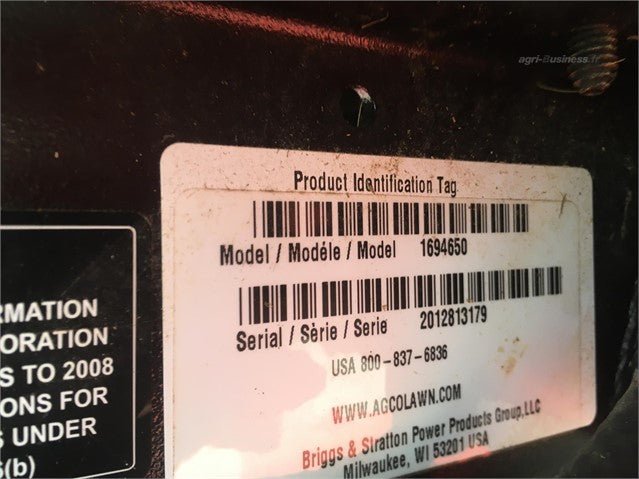 agri-Business.fr
Product Identification Tag
Model / Modéle / Model 1694650
Serial / Série / Serie 2012813179
USA 800-837-6836
WWW.AGCOLAWN.COM
Briggs & Stratton Power Products Group,LLC
Milwaukee, WI 53201 USA
RMATION
ORATION
S TO 2008
ONS FOR
UNDER
(b)